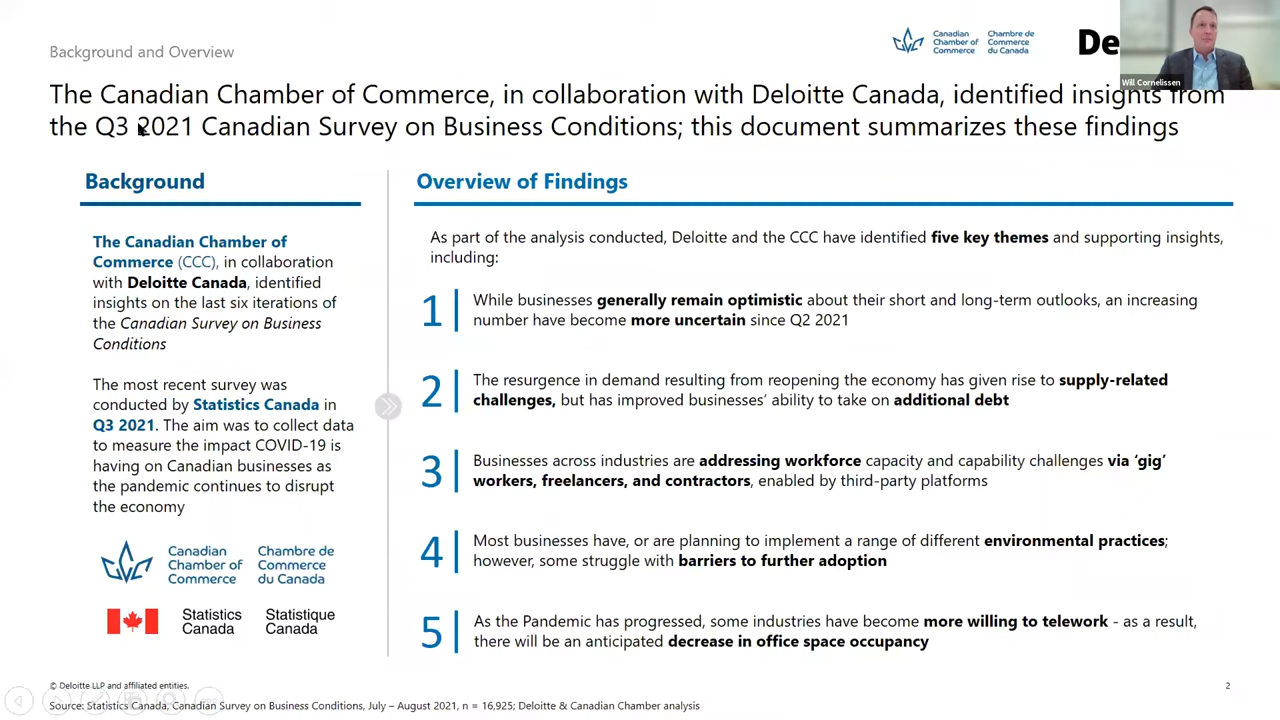 Background and Overview
Canadian Chamber of Commerce
Chambre de Commerce du Canada
De
Will Cornelissen
The Canadian Chamber of Commerce, in collaboration with Deloitte Canada, identified insights from
the Q3 2021 Canadian Survey on Business Conditions; this document summarizes these findings
Background
The Canadian Chamber of
Commerce (CCC), in collaboration
with Deloitte Canada, identified
insights on the last six iterations of
the Canadian Survey on Business
Conditions
The most recent survey was
conducted by Statistics Canada in
Q3 2021. The aim was to collect data
to measure the impact COVID-19 is
having on Canadian businesses as
the pandemic continues to disrupt
the economy
Canadian
Chamber of
Commerce
Chambre de
Commerce
du Canada
Statistics
Canada
Statistique
Canada
Overview of Findings
As part of the analysis conducted, Deloitte and the CCC have identified five key themes and supporting insights,
including:
1
While businesses generally remain optimistic about their short and long-term outlooks, an increasing
number have become more uncertain since Q2 2021
2
The resurgence in demand resulting from reopening the economy has given rise to supply-related
challenges, but has improved businesses’ ability to take on additional debt
3
Businesses across industries are addressing workforce capacity and capability challenges via ‘gig’
workers, freelancers, and contractors, enabled by third-party platforms
4
Most businesses have, or are planning to implement a range of different environmental practices;
however, some struggle with barriers to further adoption
5
As the Pandemic has progressed, some industries have become more willing to telework - as a result,
there will be an anticipated decrease in office space occupancy
© Deloitte LLP and affiliated entities.
2
Source: Statistics Canada, Canadian Survey on Business Conditions, July – August 2021, n = 16,925; Deloitte & Canadian Chamber analysis